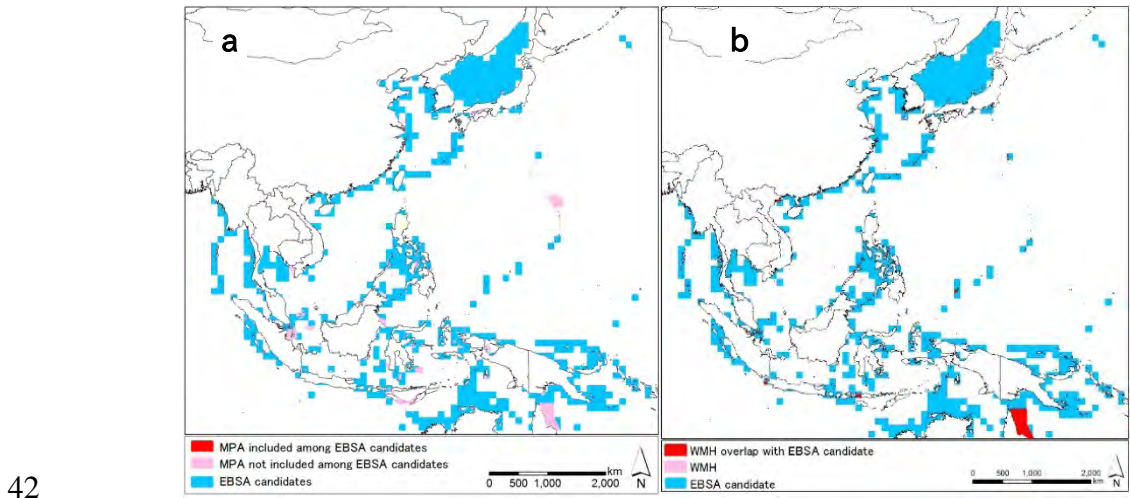 a
MPA included among EBSA candidates
MPA not included among EBSA candidates
EBSA candidates
0 500 1,000 2,000
km
N
b
WMH overlap with EBSA candidate
WMH
EBSA candidate
0 500 1,000 2,000
km
N
42